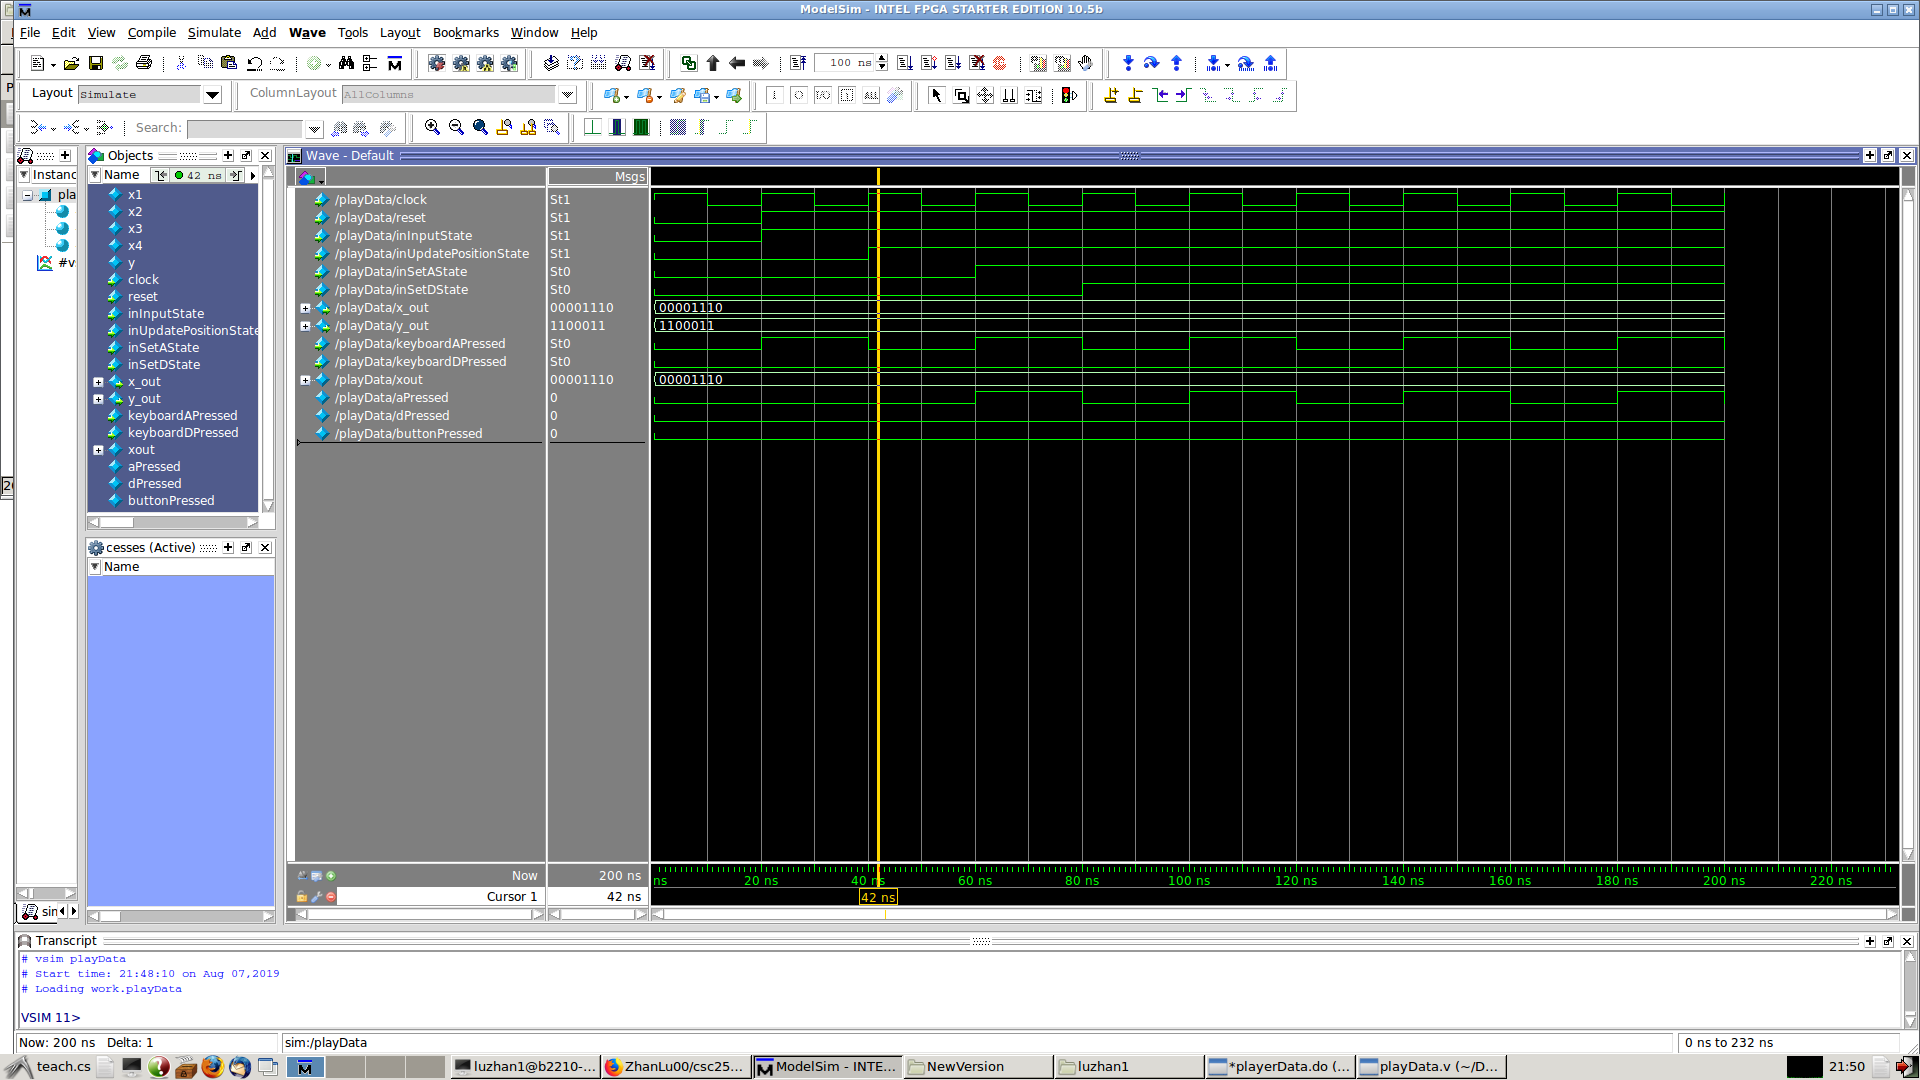 ModelSim - INTEL FPGA STARTER EDITION 10.5b
File Edit View Compile Simulate Add Wave Tools Layout Bookmarks Window Help
100 ns
Layout Simulate ColumnLayout AllColumns
Search:
Instanc
pla
#v
sim
Objects
Name 42 ns
x1
x2
x3
x4
y
clock
reset
inInputState
inUpdatePositionState
inSetAState
inSetDState
x_out
y_out
keyboardAPressed
keyboardDPressed
xout
aPressed
dPressed
buttonPressed
cesses (Active)
Name
Wave - Default
Msgs
/playData/clock St1
/playData/reset St1
/playData/inInputState St1
/playData/inUpdatePositionState St1
/playData/inSetAState St0
/playData/inSetDState St0
/playData/x_out 00001110 00001110
/playData/y_out 1100011 1100011
/playData/keyboardAPressed St0
/playData/keyboardDPressed St0
/playData/xout 00001110 00001110
/playData/aPressed 0
/playData/dPressed 0
/playData/buttonPressed 0
Now 200 ns ns 20 ns 40 ns 60 ns 80 ns 100 ns 120 ns 140 ns 160 ns 180 ns 200 ns 220 ns
Cursor 1 42 ns 42 ns
Transcript
# vsim playData
# Start time: 21:48:10 on Aug 07,2019
# Loading work.playData
VSIM 11>
Now: 200 ns Delta: 1 sim:/playData 0 ns to 232 ns
teach.cs luzhan1@b2210-... ZhanLu00/csc25... ModelSim - INTE... NewVersion luzhan1 *playerData.do (... playData.v (~/D... 21:50